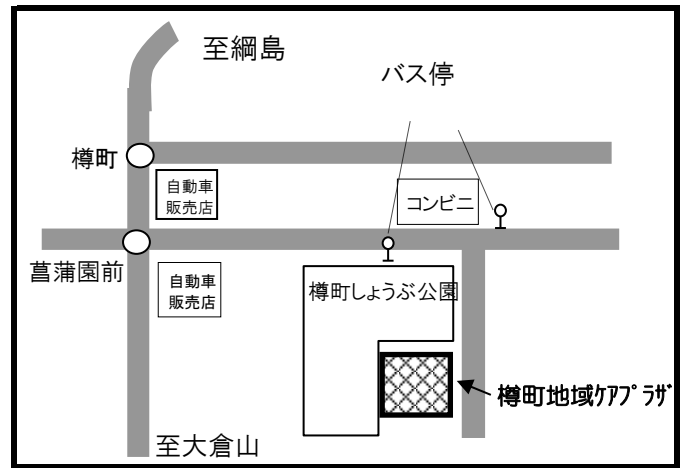 至綱島
バス停
樽町
自動車
販売店
コンビニ
菖蒲園前
自動車
販売店
樽町しょうぶ公園
樽町地域ｹｱﾌﾟﾗｻﾞ
至大倉山